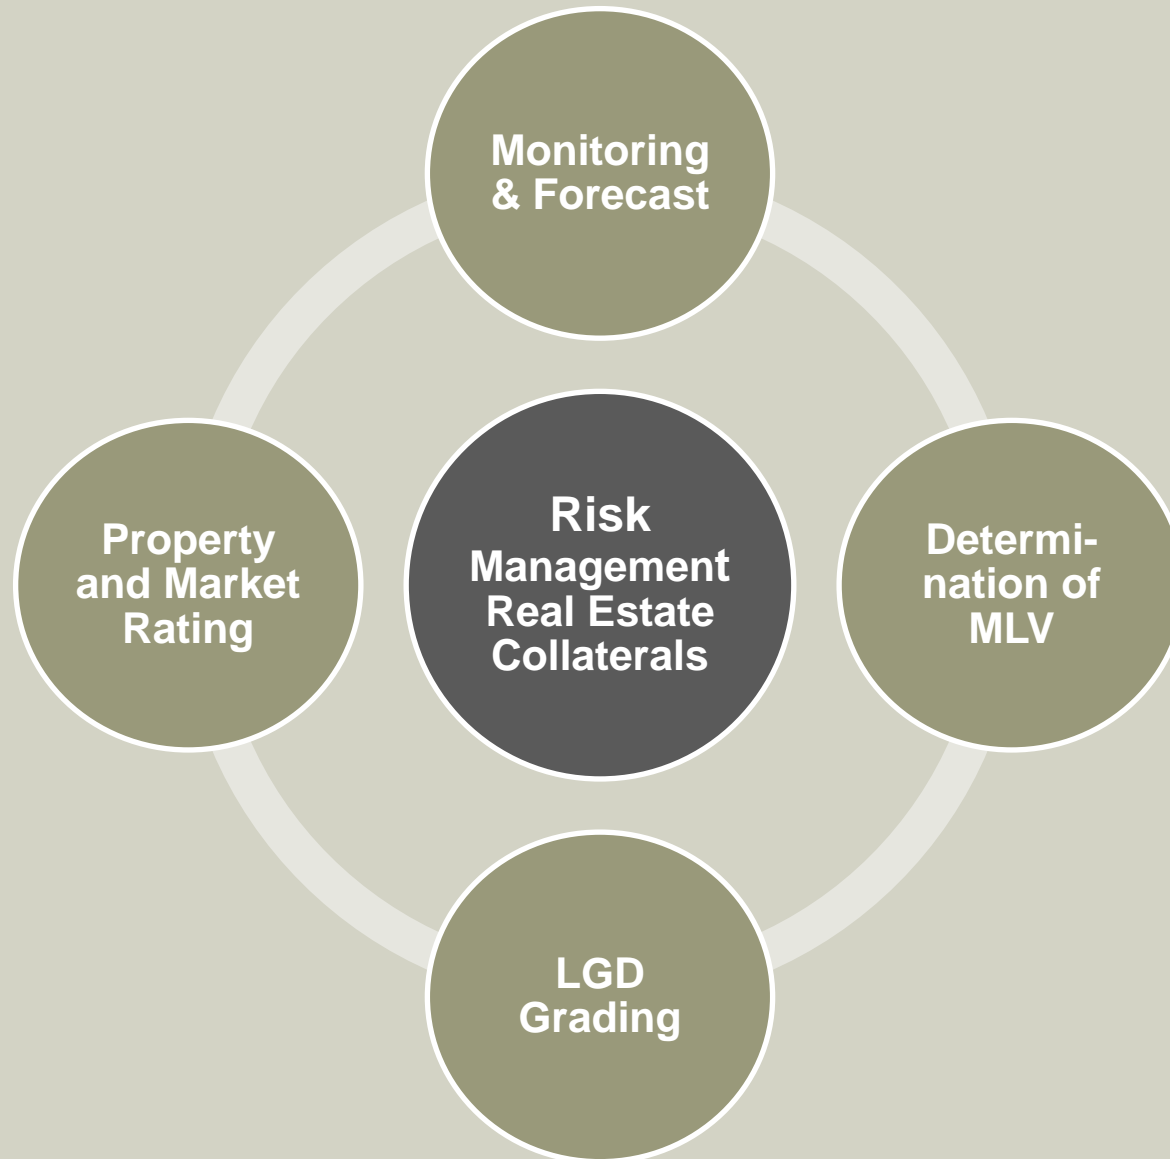 Monitoring
& Forecast
Property
and Market
Rating
Risk
Management
Real Estate
Collaterals
Determi-
nation of
MLV
LGD
Grading